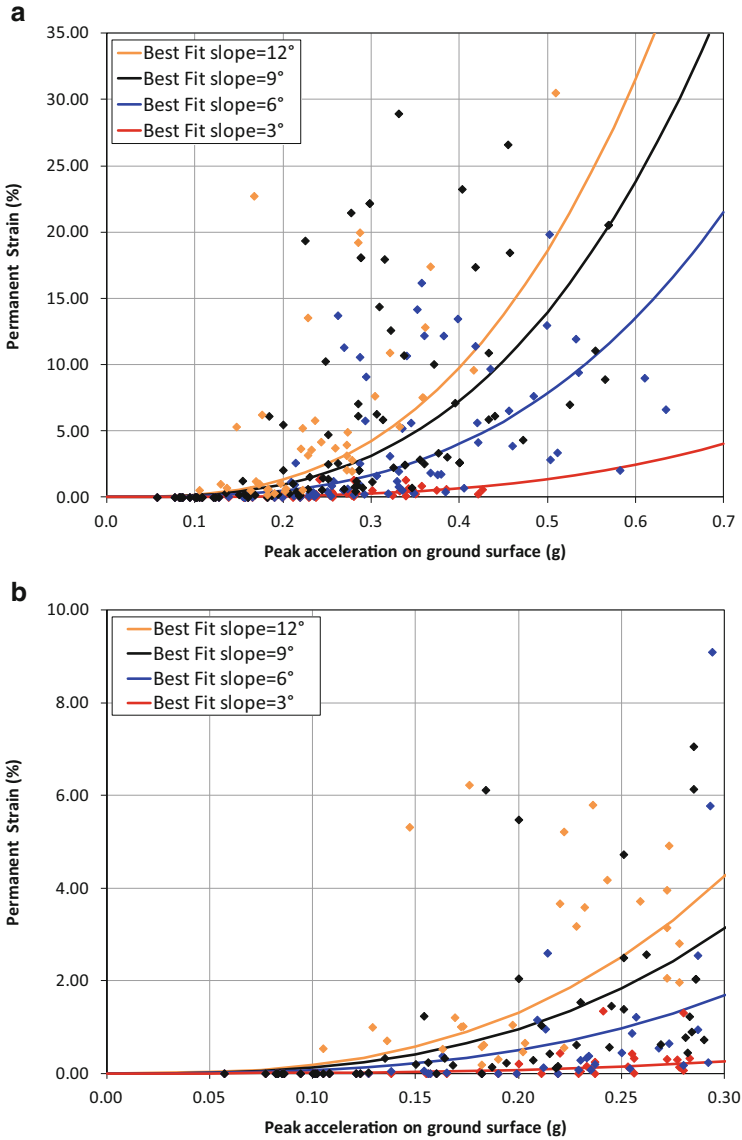 a
35.00
30.00
25.00
20.00
15.00
10.00
5.00
0.00
Permanent Strain (%)
Best Fit slope=12°
Best Fit slope=9°
Best Fit slope=6°
Best Fit slope=3°
0.0 0.1 0.2 0.3 0.4 0.5 0.6 0.7
Peak acceleration on ground surface (g)
b
10.00
8.00
6.00
4.00
2.00
0.00
Permanent Strain (%)
Best Fit slope=12°
Best Fit slope=9°
Best Fit slope=6°
Best Fit slope=3°
0.00 0.05 0.10 0.15 0.20 0.25 0.30
Peak acceleration on ground surface (g)